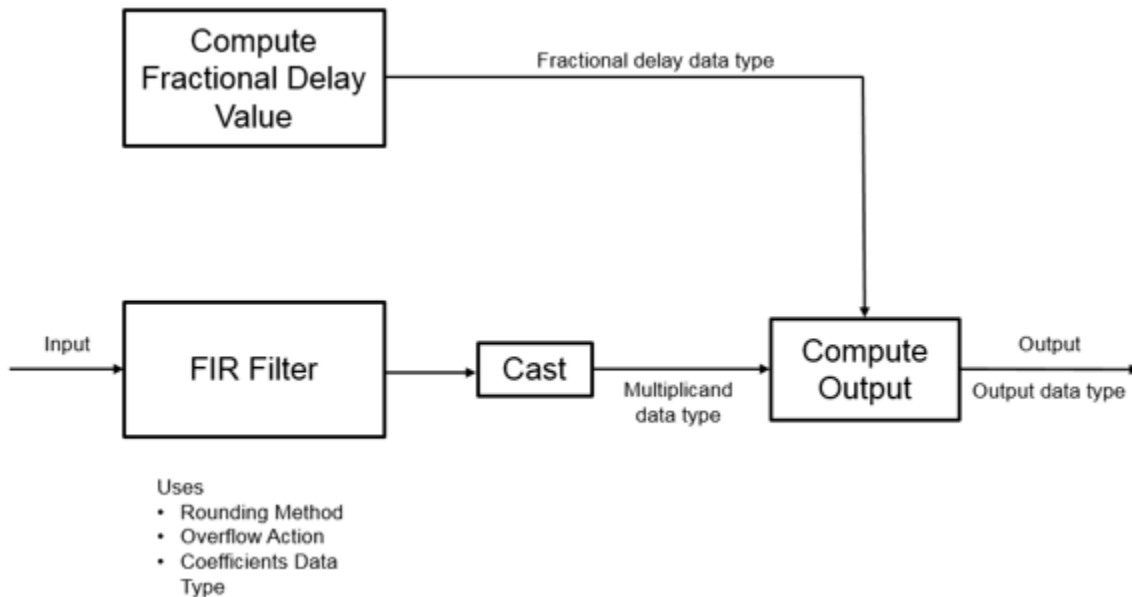 Compute
Fractional Delay
Value
Fractional delay data type
Input
FIR Filter
Cast
Multiplicand
data type
Compute
Output
Output
Output data type
Uses
• Rounding Method
• Overflow Action
• Coefficients Data
Type